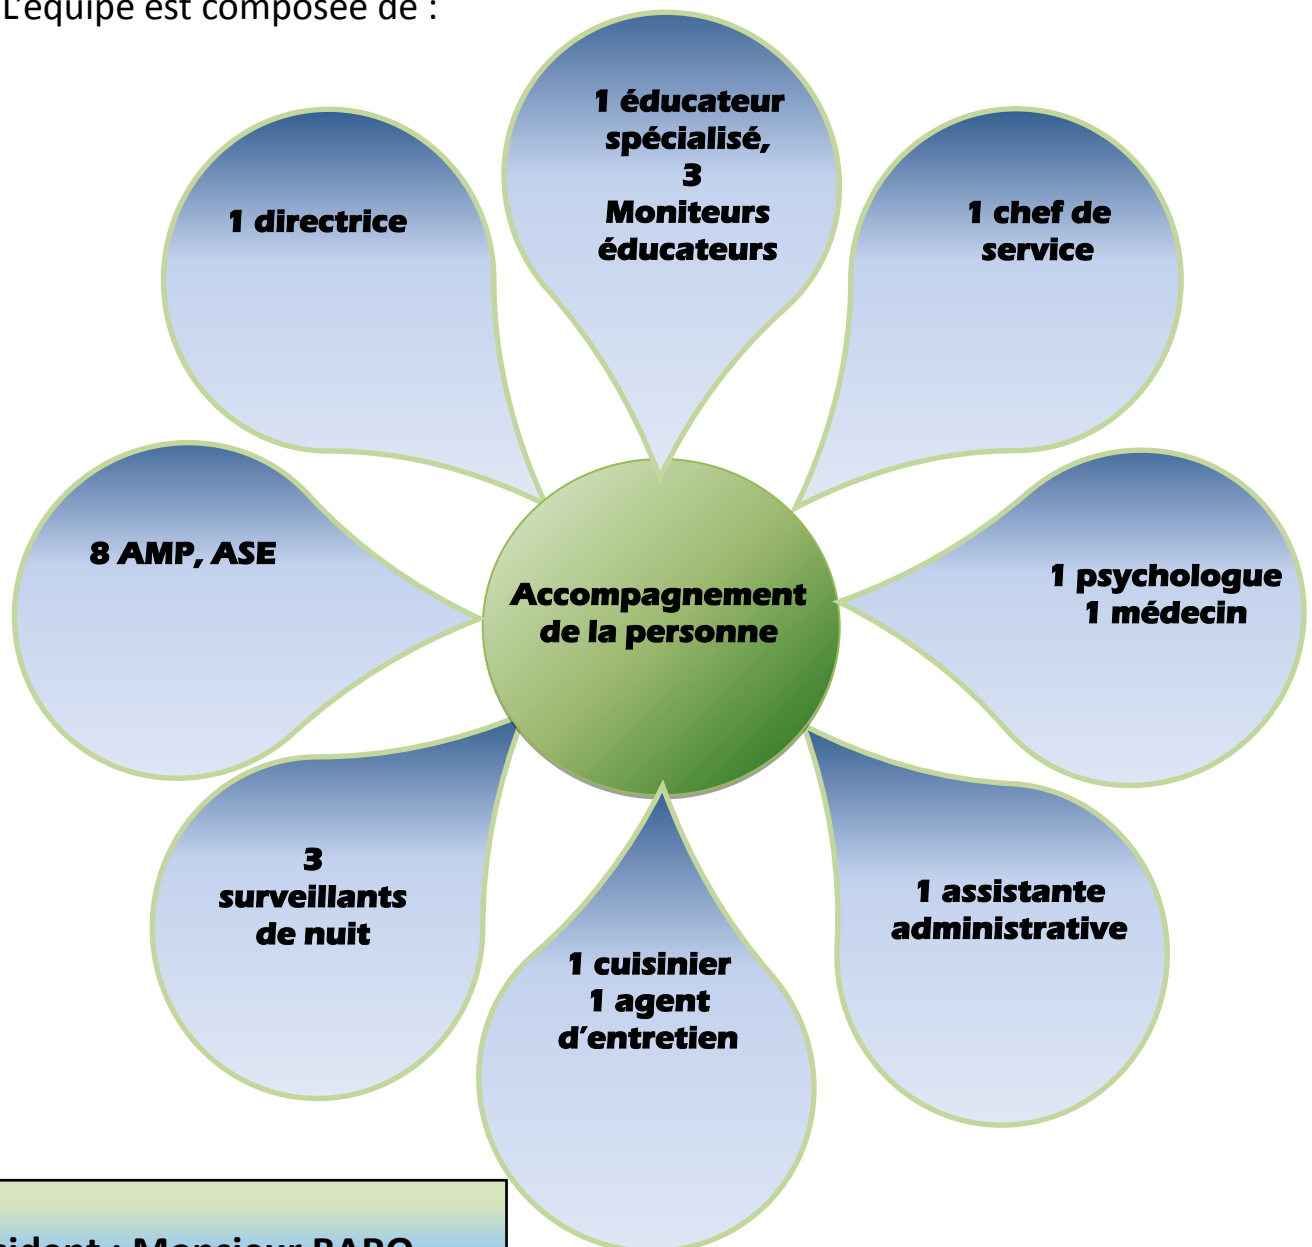 L'équipe est composée de :
1 éducateur
spécialisé,
3
Moniteurs
éducateurs
1 directrice
1 chef de
service
8 AMP, ASE
1 psychologue
1 médecin
Accompagnement
de la personne
3
surveillants
de nuit
1 assistante
administrative
1 cuisinier
1 agent
d'entretien
: Monsieur